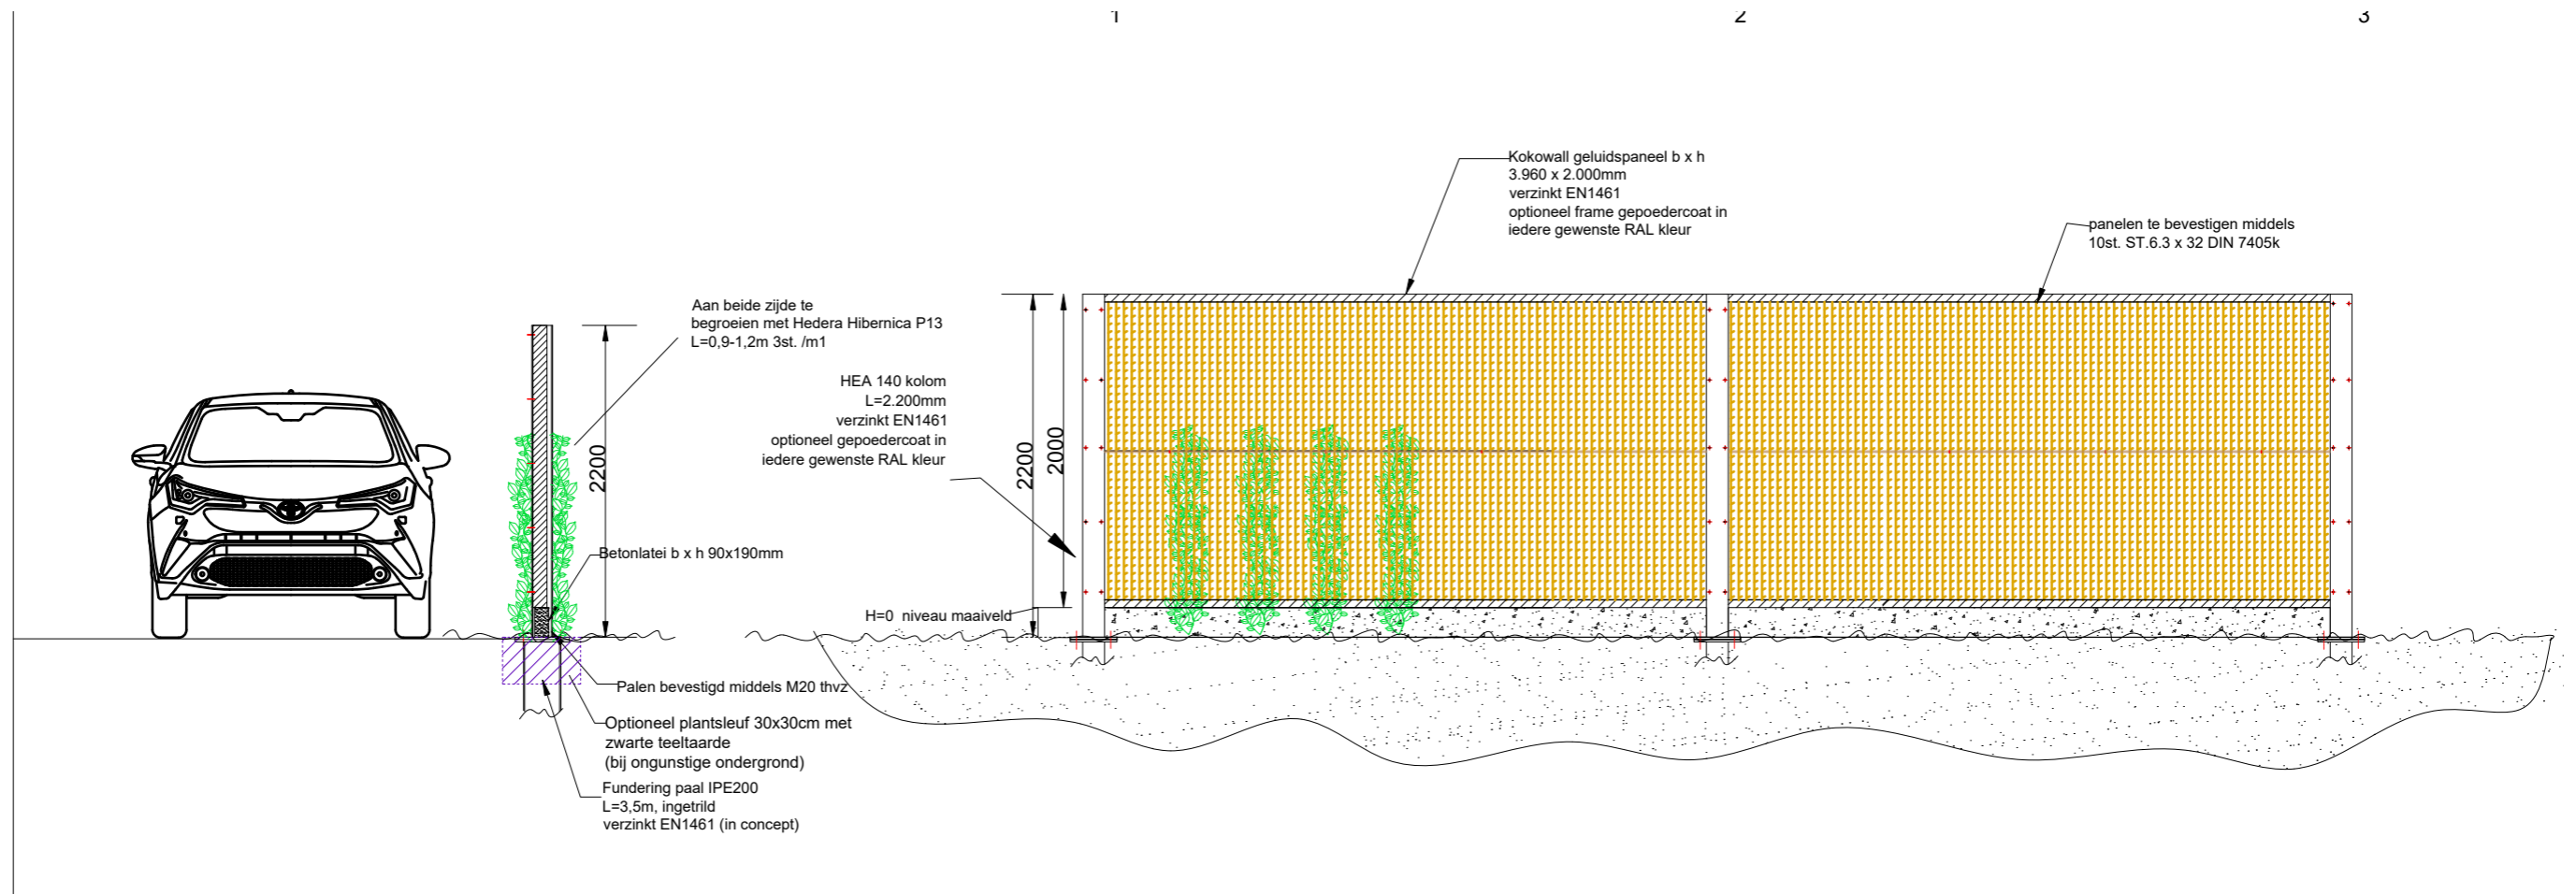 1
2
3
Kokowall geluidspaneel b x h
3.960 x 2.000mm
verzinkt EN1461
optioneel frame gepoedercoat in
iedere gewenste RAL kleur
panelen te bevestigen middels
10st. ST.6.3 x 32 DIN 7405k
Aan beide zijde te
begroeien met Hedera Hibernica P13
L=0,9-1,2m 3st. /m1
HEA 140 kolom
L=2.200mm
verzinkt EN1461
optioneel gepoedercoat in
iedere gewenste RAL kleur
2200
2200
2000
Betonlatei b x h 90x190mm
H=0 niveau maaiveld
Palen bevestigd middels M20 thvz
Optioneel plantsleuf 30x30cm met
zwarte teeltaarde
(bij ongunstige ondergrond)
Fundering paal IPE200
L=3,5m, ingetrild
verzinkt EN1461 (in concept)